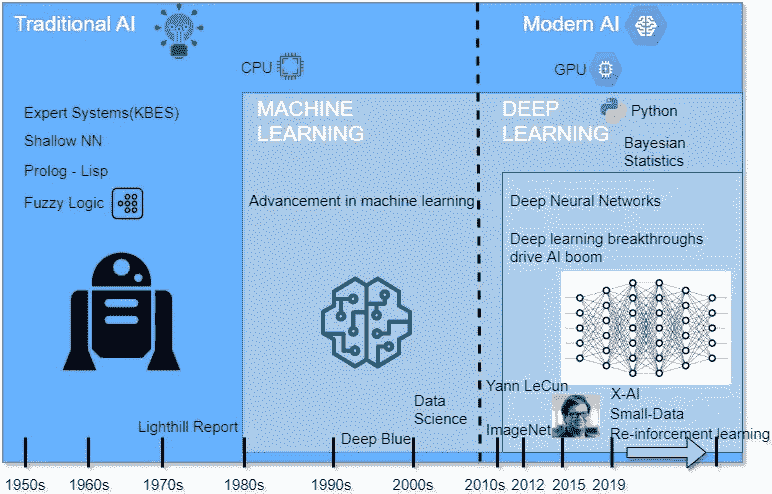 Traditional AI
Modern AI
CPU
GPU
Expert Systems(KBES)
Shallow NN
Prolog - Lisp
Fuzzy Logic
MACHINE
LEARNING
Advancement in machine learning
DEEP
LEARNING
Python
Bayesian
Statistics
Deep Neural Networks
Deep learning breakthroughs
drive AI boom
Lighthill Report
Deep Blue
Data
Science
Yann LeCun
ImageNet
X-AI
Small-Data
Re-inforcement learning
1950s
1960s
1970s
1980s
1990s
2000s
2010s
2012
2015
2019